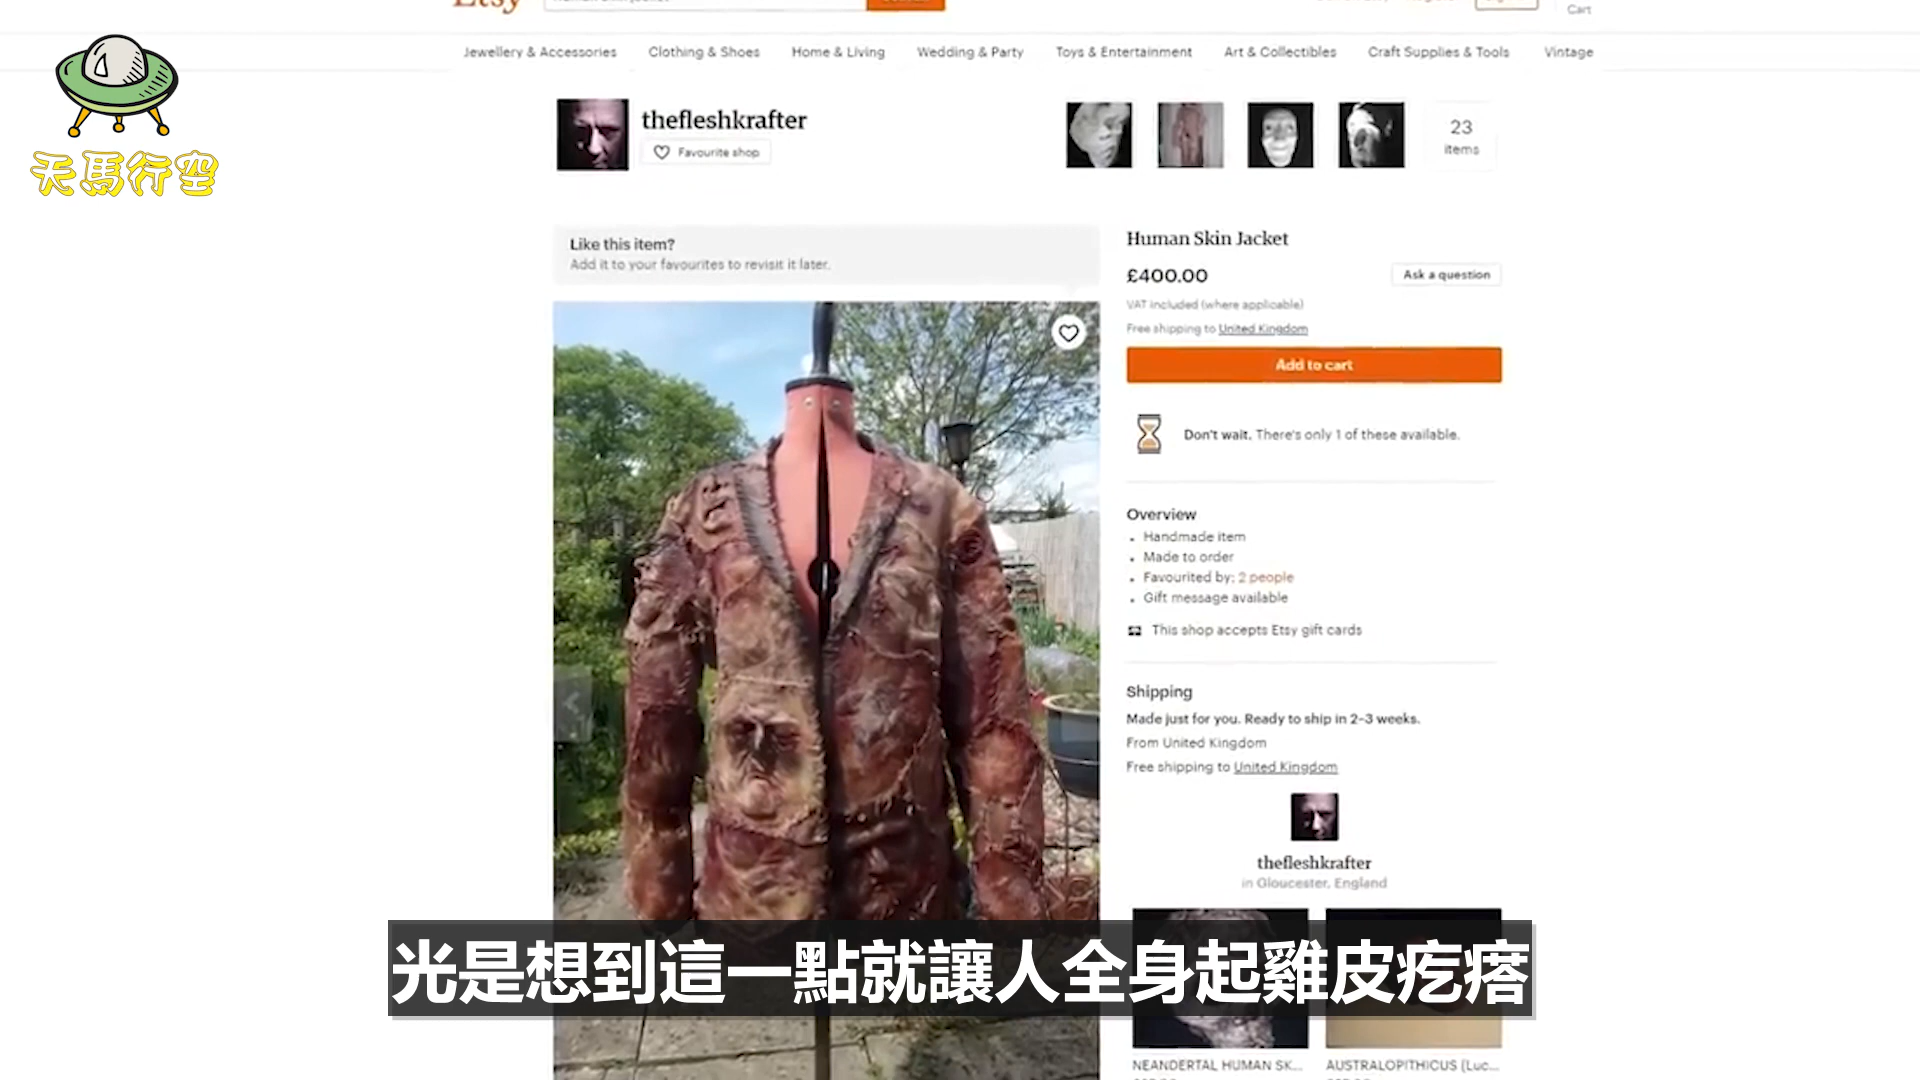 Etsy
Cart
Jewellery & Accessories
Clothing & Shoes
Home & Living
Wedding & Party
Toys & Entertainment
Art & Collectibles
Craft Supplies & Tools
Vintage
天馬行空
thefleshkrafter
Favourite shop
23
items
Like this item?
Add it to your favourites to revisit it later.
Human Skin Jacket
£400.00
Ask a question
VAT included (where applicable)
Free shipping to United Kingdom
Add to cart
Don't wait. There's only 1 of these available.
Overview
Handmade item
Made to order
Favourited by: 2 people
Gift message available
This shop accepts Etsy gift cards
Shipping
Made just for you. Ready to ship in 2-3 weeks.
From United Kingdom
Free shipping to United Kingdom
thefleshkrafter
in Gloucester, England
光是想到這一點就讓人全身起雞皮疙瘩
NEANDERTAL HUMAN SK...
AUSTRALOPITHICUS (Luc...